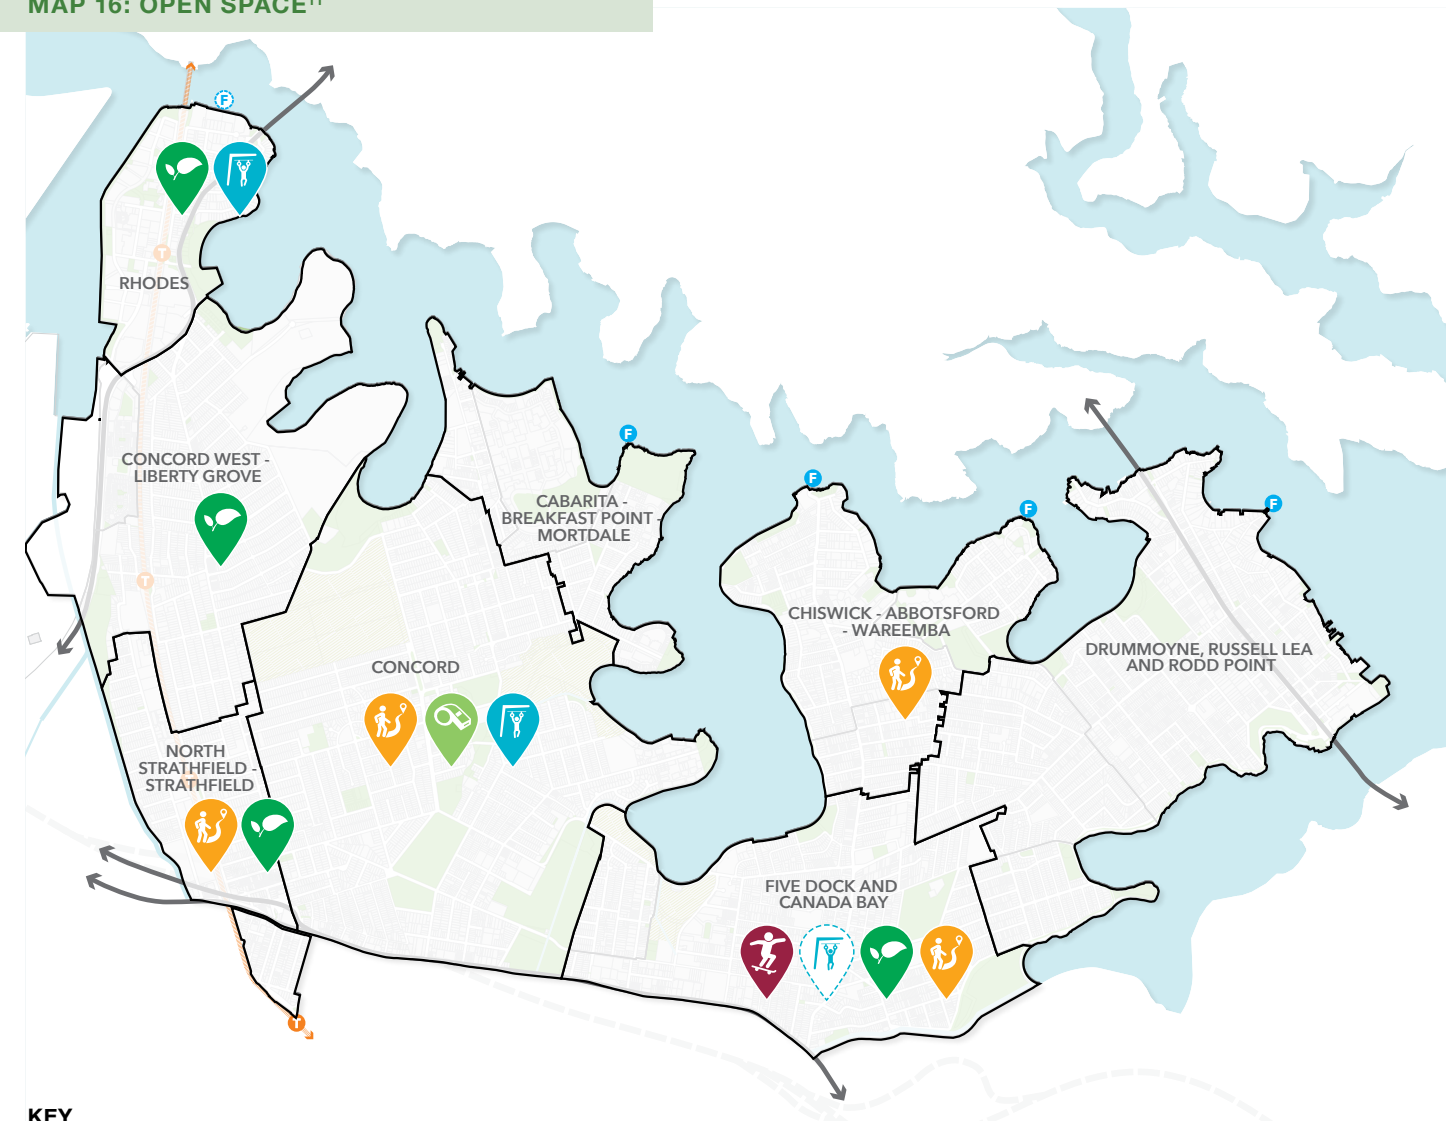 MAP 16: OPEN SPACE¹¹
F
T
RHODES
CONCORD WEST -
LIBERTY GROVE
F
CABARITA -
BREAKFAST POINT -
MORTDALE
F
F
F
T
CHISWICK - ABBOTSFORD
- WAREEMBA
DRUMMOYNE, RUSSELL LEA
AND RODD POINT
CONCORD
NORTH
STRATHFIELD -
STRATHFIELD
FIVE DOCK AND
CANADA BAY
T
KEY